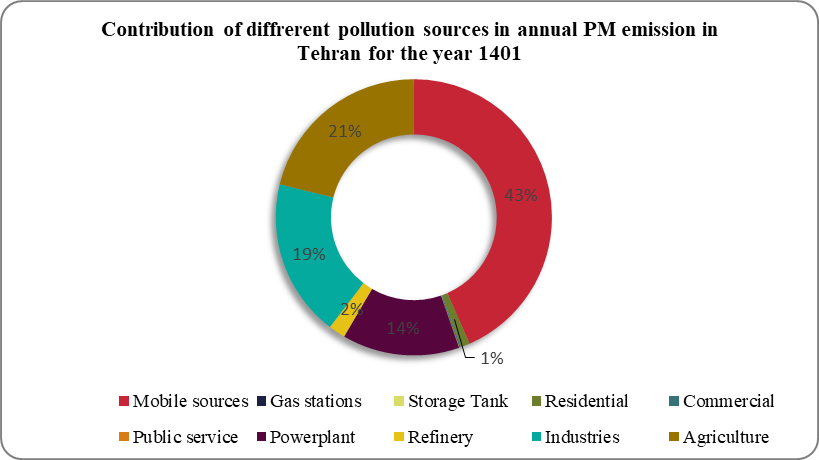 Contribution of diffrerent pollution sources in annual PM emission in
Tehran for the year 1401
21%
43%
19%
2%
14%
1%
Mobile sources Gas stations Storage Tank Residential Commercial
Public service Powerplant Refinery Industries Agriculture